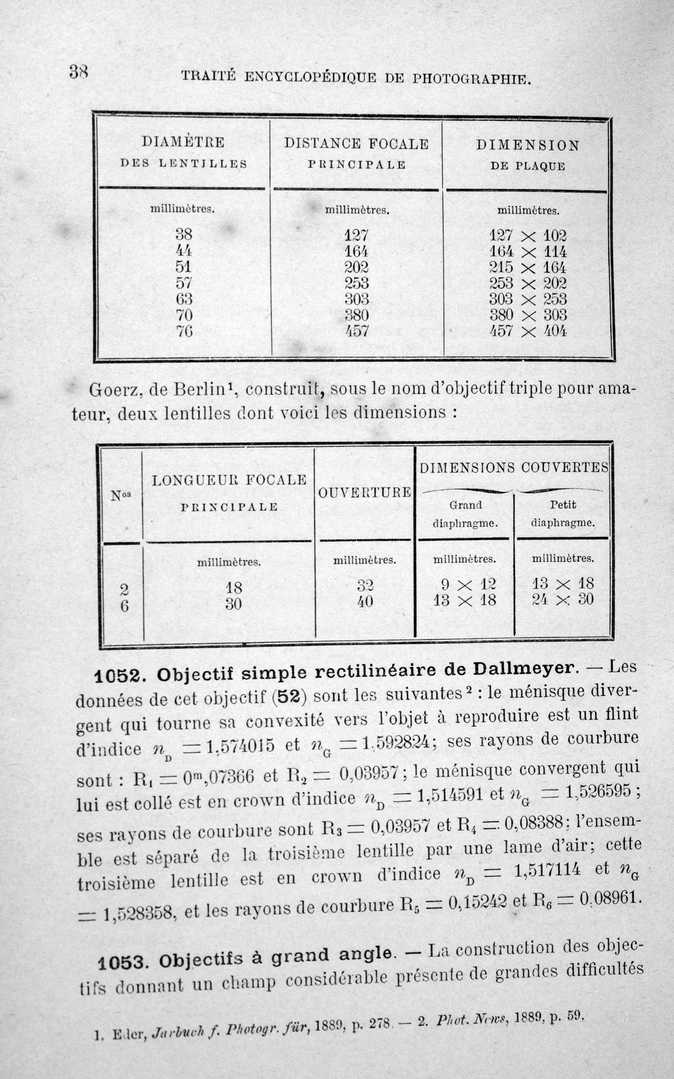 38
TRAITÉ ENCYCLOPÉDIQUE DE PHOTOGRAPHIE.
DIAMÈTRE DISTANCE FOCALE DIMENSION
DES LENTILLES PRINCIPALE DE PLAQUE
millimètres. millimètres. millimètres.
38 127 127 × 102
44 164 164 × 114
51 202 215 × 164
57 253 253 × 202
63 303 303 × 253
70 380 380 × 303
76 457 457 × 404
Goerz, de Berlin¹, construit, sous le nom d'objectif triple pour ama-
teur, deux lentilles dont voici les dimensions :
Nos LONGUEUR FOCALE PRINCIPALE OUVERTURE DIMENSIONS COUVERTES
Grand diaphragme. Petit diaphragme.
millimètres. millimètres. millimètres. millimètres.
2 18 32 9 × 12 13 × 18
6 30 40 13 × 18 24 × 30
1052. Objectif simple rectilinéaire de Dallmeyer. — Les
données de cet objectif (52) sont les suivantes² : le ménisque diver-
gent qui tourne sa convexité vers l'objet à reproduire est un flint
d'indice nD = 1,574015 et nG = 1,592824; ses rayons de courbure
sont : R₁ = 0ᵐ,07366 et R₂ = 0,03957; le ménisque convergent qui
lui est collé est en crown d'indice nD = 1,514591 et nG = 1,526595;
ses rayons de courbure sont R₃ = 0,03957 et R₄ = 0,08388; l'ensem-
ble est séparé de la troisième lentille par une lame d'air; cette
troisième lentille est en crown d'indice nD = 1,517114 et nG
= 1,528358, et les rayons de courbure R₅ = 0,15242 et R₆ = 0,08961.
1053. Objectifs à grand angle. — La construction des objec-
tifs donnant un champ considérable présente de grandes difficultés
1. Eder, Jarbuch f. Photogr. für, 1889, p. 278. — 2. Phot. News, 1889, p. 59.